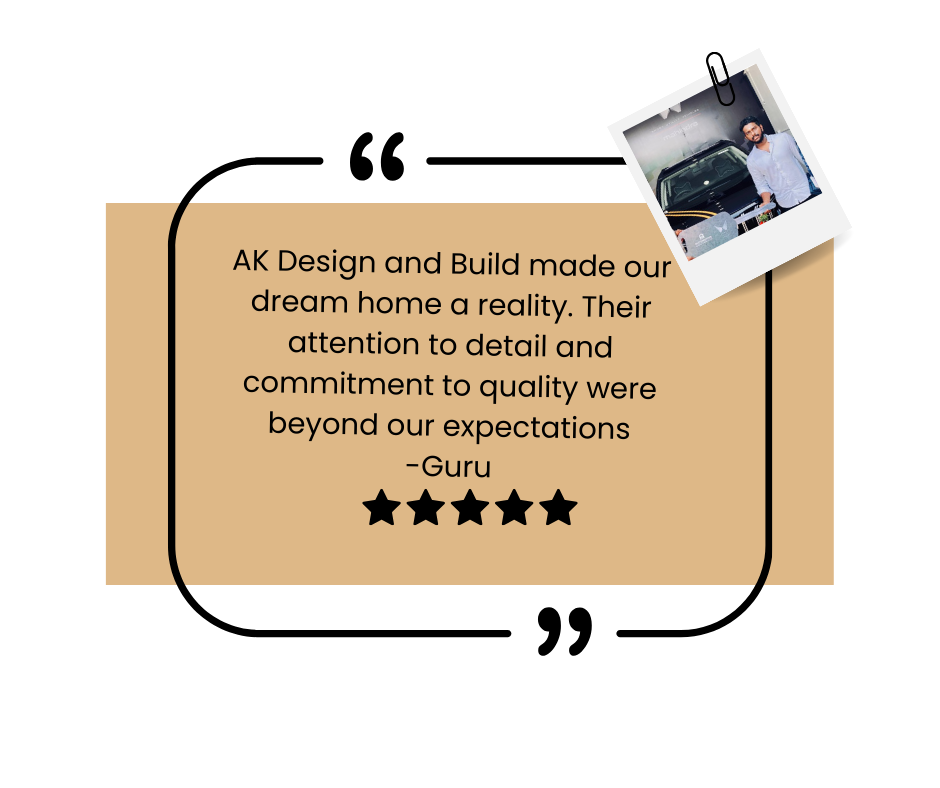 AK Design and Build made our
dream home a reality. Their
attention to detail and
commitment to quality were
beyond our expectations
-Guru